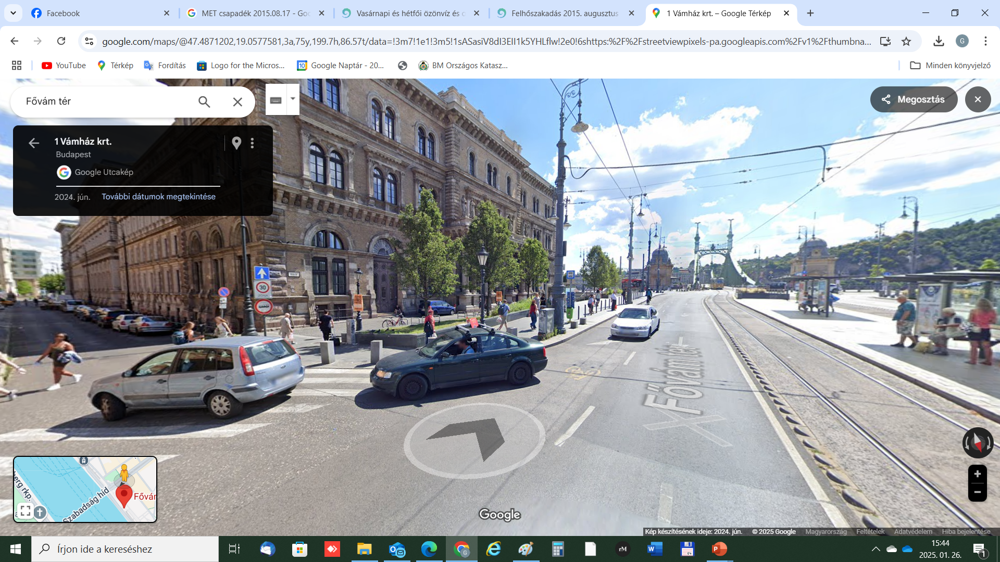 Facebook
MET csapadék 2015.08.17 - Goo
Vasárnapi és hétfői özönvíz és c
Felhőszakadás 2015. augusztus
1 Vámház krt. – Google Térkép
google.com/maps/@47.4871202,19.0577581,3a,75y,199.7h,86.57t/data=!3m7!1e1!3m5!1sASasiV8dI3EII1k5YHLflw!2e0!6shttps:%2F%2Fstreetviewpixels-pa.googleapis.com%2Fv1%2Fthumbna...
G
YouTube
Térkép
Fordítás
Logo for the Micros...
10
Google Naptár - 20...
BM Országos Katasz...
Minden könyvjelző
Fővám tér
Megosztás
1 Vámház krt.
Budapest
Google Utcakép
2024. jún.
További dátumok megtekintése
30
ZÓNA
Fővám tér
berg rkp.
Szabadság híd
Főván
Google
Kép készítésének ideje: 2024. jún.
© 2025 Google
Magyarország
Feltételek
Adatvédelem
Hiba bejelentése
Írjon ide a kereséshez
rM
15:44
2025. 01. 26.
1